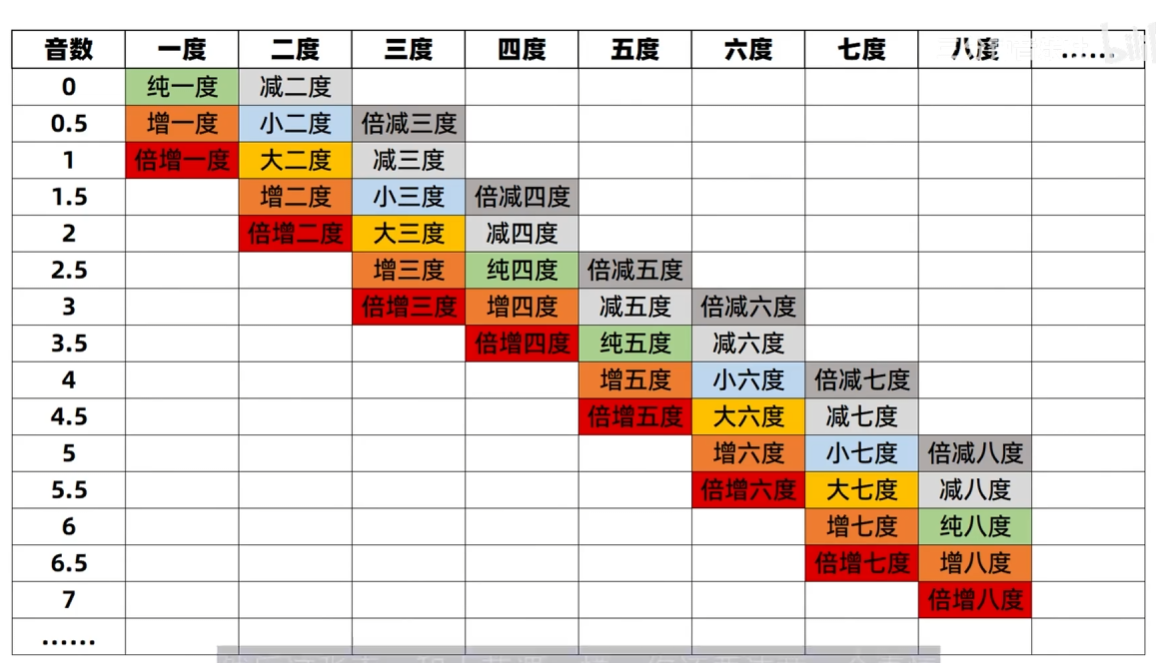 音数 一度 二度 三度 四度 五度 六度 七度 八度 ......
0 纯一度 减二度
0.5 增一度 小二度 倍减三度
1 倍增一度 大二度 减三度
1.5 增二度 小三度 倍减四度
2 倍增二度 大三度 减四度
2.5 增三度 纯四度 倍减五度
3 倍增三度 增四度 减五度 倍减六度
3.5 倍增四度 纯五度 减六度
4 增五度 小六度 倍减七度
4.5 倍增五度 大六度 减七度
5 增六度 小七度 倍减八度
5.5 倍增六度 大七度 减八度
6 增七度 纯八度
6.5 倍增七度 增八度
7 倍增八度
......